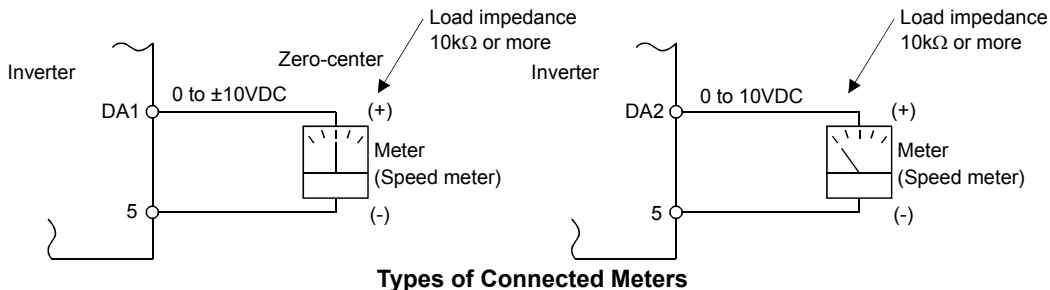 Load impedance
10kΩ or more
Zero-center
Inverter
0 to ±10VDC
DA1
(+)
Meter
(Speed meter)
5
(-)
Load impedance
10kΩ or more
Inverter
0 to 10VDC
DA2
(+)
Meter
(Speed meter)
5
(-)
Types of Connected Meters